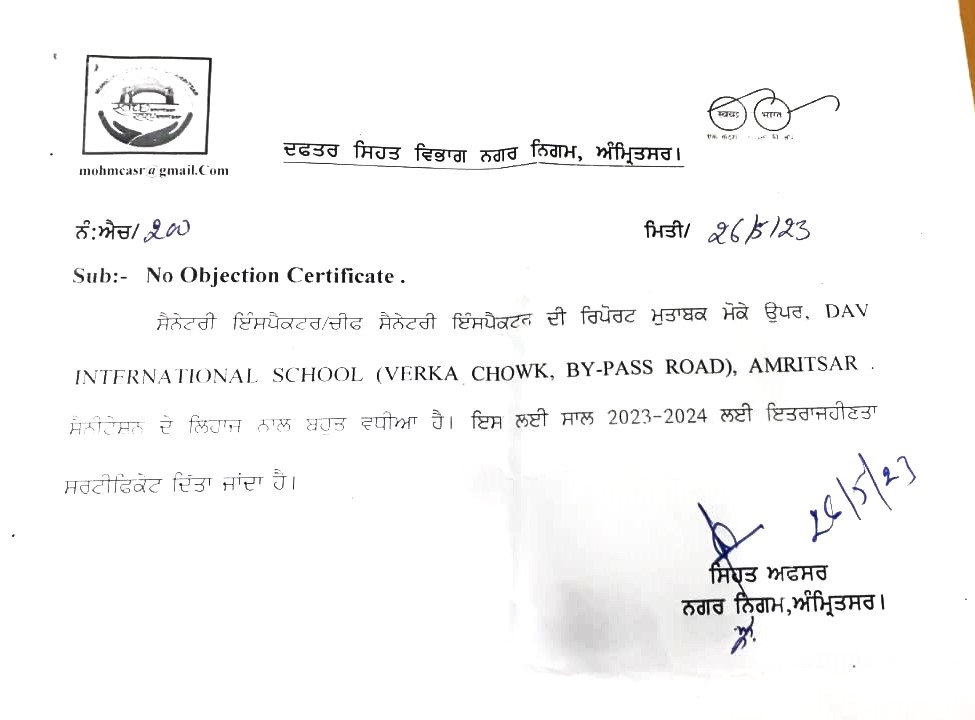 ਸ੍ਵੱਛ
स्वच्छ भारत
mohmcasr@gmail.Com
ਦਫਤਰ ਸਿਹਤ ਵਿਭਾਗ ਨਗਰ ਨਿਗਮ, ਅੰਮ੍ਰਿਤਸਰ।
ਨੰ:ਐਚ/ 200
ਮਿਤੀ/ 26/5/23
Sub:- No Objection Certificate .
ਸੈਨੇਟਰੀ ਇੰਸਪੈਕਟਰ/ਚੀਫ ਸੈਨੇਟਰੀ ਇੰਸਪੈਕਟਰ ਦੀ ਰਿਪੋਰਟ ਮੁਤਾਬਕ ਮੋਕੇ ਉਪਰ, DAV
INTERNATIONAL SCHOOL (VERKA CHOWK, BY-PASS ROAD), AMRITSAR .
ਸੈਨੀਟੇਸ਼ਨ ਦੇ ਲਿਹਾਜ ਨਾਲ ਬਹੁਤ ਵਧੀਆ ਹੈ। ਇਸ ਲਈ ਸਾਲ 2023-2024 ਲਈ ਇਤਰਾਜਹੀਣਤਾ
ਸਰਟੀਫਿਕੇਟ ਦਿੱਤਾ ਜਾਂਦਾ ਹੈ।
26/5/23
ਸਿਹਤ ਅਫਸਰ
ਨਗਰ ਨਿਗਮ,ਅੰਮ੍ਰਿਤਸਰ।